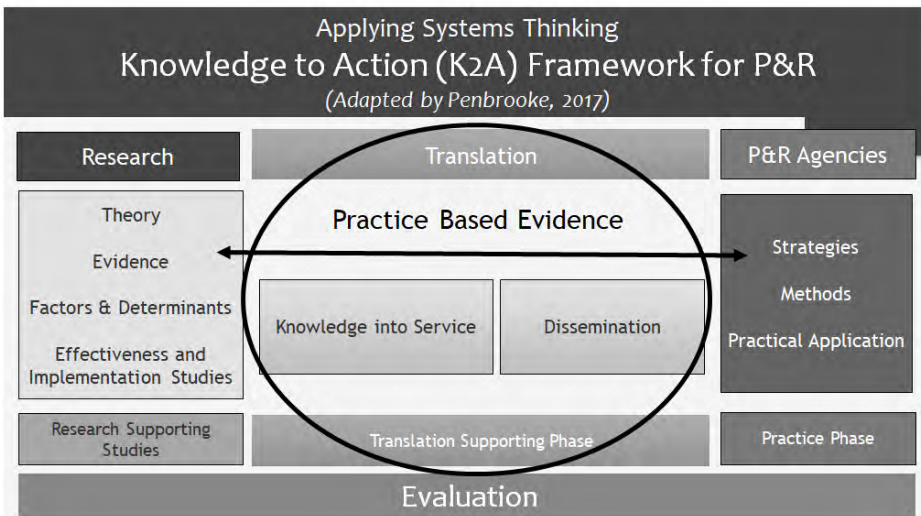 Applying Systems Thinking
Knowledge to Action (K2A) Framework for P&R
(Adapted by Penbrooke, 2017)
Research
Translation
P&R Agencies
Theory
Evidence
Factors & Determinants
Effectiveness and
Implementation Studies
Practice Based Evidence
Knowledge into Service
Dissemination
Strategies
Methods
Practical Application
Research Supporting
Studies
Translation Supporting Phase
Practice Phase
Evaluation